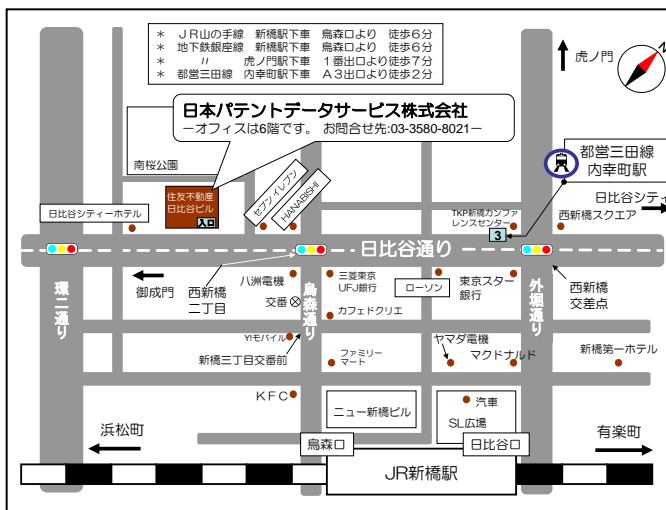 ＊ ＪＲ山の手線 新橋駅下車 烏森口より 徒歩６分
＊ 地下鉄銀座線 新橋駅下車 烏森口より 徒歩６分
＊ 〃 虎ノ門駅下車 １番出口より徒歩７分
＊ 都営三田線 内幸町駅下車 Ａ３出口より徒歩２分
虎ノ門
日本パテントデータサービス株式会社
－オフィスは6階です。 お問合せ先:03-3580-8021－
南桜公園
都営三田線
内幸町駅
住友不動産
日比谷ビル
入口
セブンイレブン
HANABISHI
日比谷シティ
日比谷シティーホテル
TKP新橋カンファ
レンスセンター
3
西新橋スクエア
日比谷通り
環二通り
烏森通り
外堀通り
御成門
西新橋
二丁目
八洲電機
交番
三菱東京
UFJ銀行
カフェドクリエ
ローソン
東京スター
銀行
西新橋
交差点
Y!モバイル
新橋三丁目交番前
ファミリー
マート
ヤマダ電機
マクドナルド
新橋第一ホテル
ＫＦＣ
ニュー新橋ビル
汽車
SL広場
浜松町
烏森口
日比谷口
有楽町
JR新橋駅